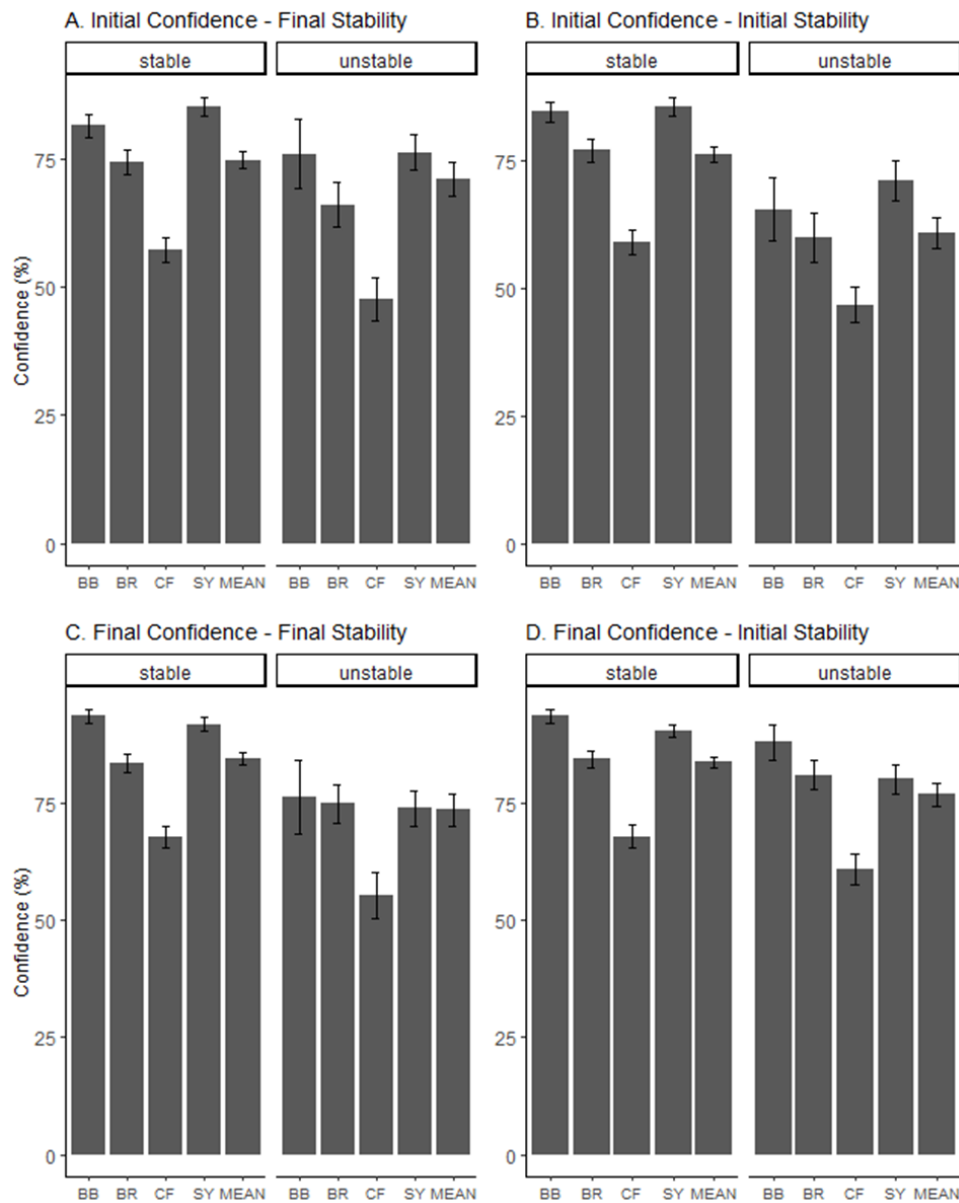 A. Initial Confidence - Final Stability
stable
unstable
Confidence (%)
75
50
25
0
BB BR CF SY MEAN
BB BR CF SY MEAN
B. Initial Confidence - Initial Stability
stable
unstable
75
50
25
0
BB BR CF SY MEAN
BB BR CF SY MEAN
C. Final Confidence - Final Stability
stable
unstable
Confidence (%)
75
50
25
0
BB BR CF SY MEAN
BB BR CF SY MEAN
D. Final Confidence - Initial Stability
stable
unstable
75
50
25
0
BB BR CF SY MEAN
BB BR CF SY MEAN